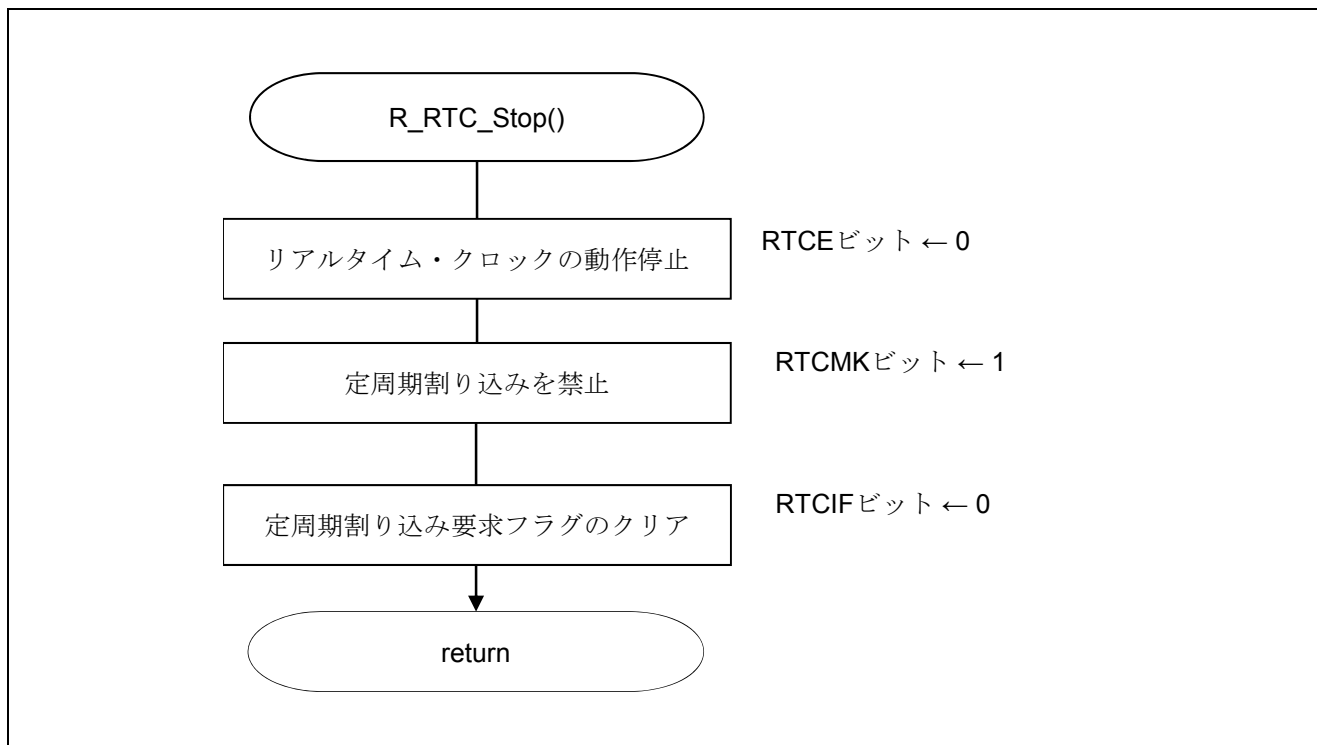 R_RTC_Stop()
リアルタイム・クロックの動作停止
RTCEビット ← 0
定周期割り込みを禁止
RTCMKビット ← 1
定周期割り込み要求フラグのクリア
RTCIFビット ← 0
return